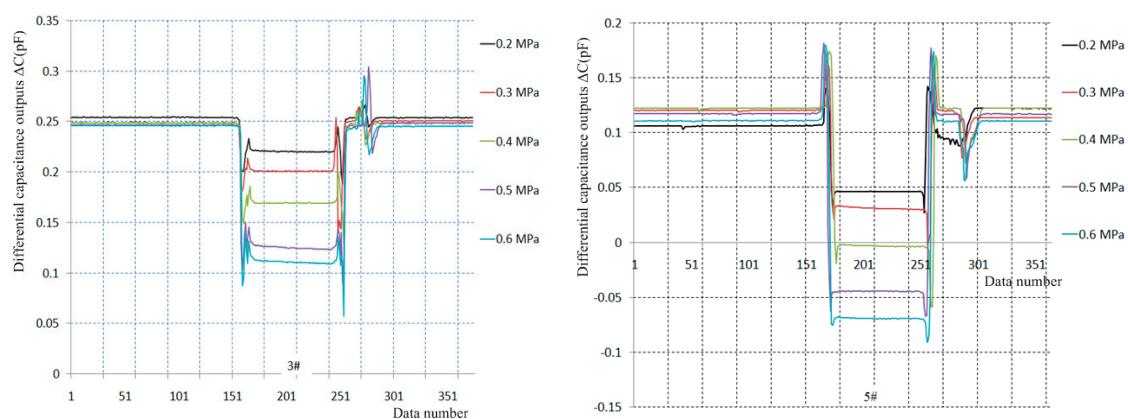 Differential capacitance outputs ΔC(pF)
0.35
0.3
0.25
0.2
0.15
0.1
0.05
0
1 51 101 151 201 251 301 351
3#
Data number
0.2 MPa
0.3 MPa
0.4 MPa
0.5 MPa
0.6 MPa
Differential capacitance outputs ΔC(pF)
0.2
0.15
0.1
0.05
0
-0.05
-0.1
-0.15
1 51 101 151 201 251 301 351
Data number
5#
0.2 MPa
0.3 MPa
0.4 MPa
0.5 MPa
0.6 MPa